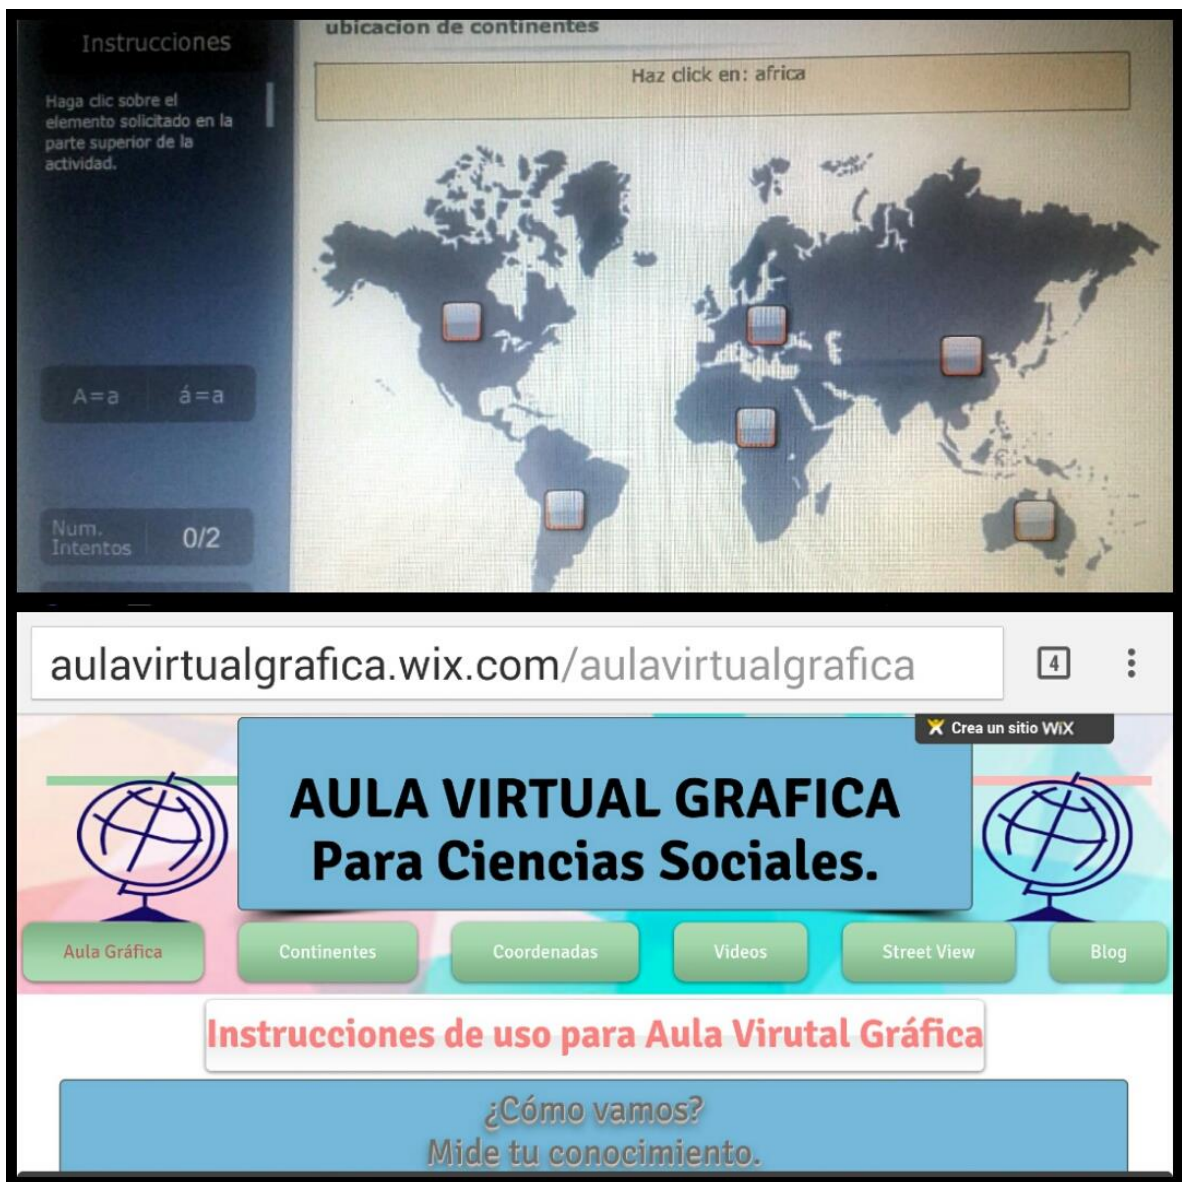 Instrucciones
Haga clic sobre el
elemento solicitado en la
parte superior de la
actividad.
A=a á=a
Num.
Intentos 0/2
ubicacion de continentes
Haz click en: africa
aulavirtualgrafica.wix.com/aulavirtualgrafica
4
Crea un sitio WiX
AULA VIRTUAL GRAFICA
Para Ciencias Sociales.
Aula Gráfica Continentes Coordenadas Videos Street View Blog
Instrucciones de uso para Aula Virutal Gráfica
¿Cómo vamos?
Mide tu conocimiento.